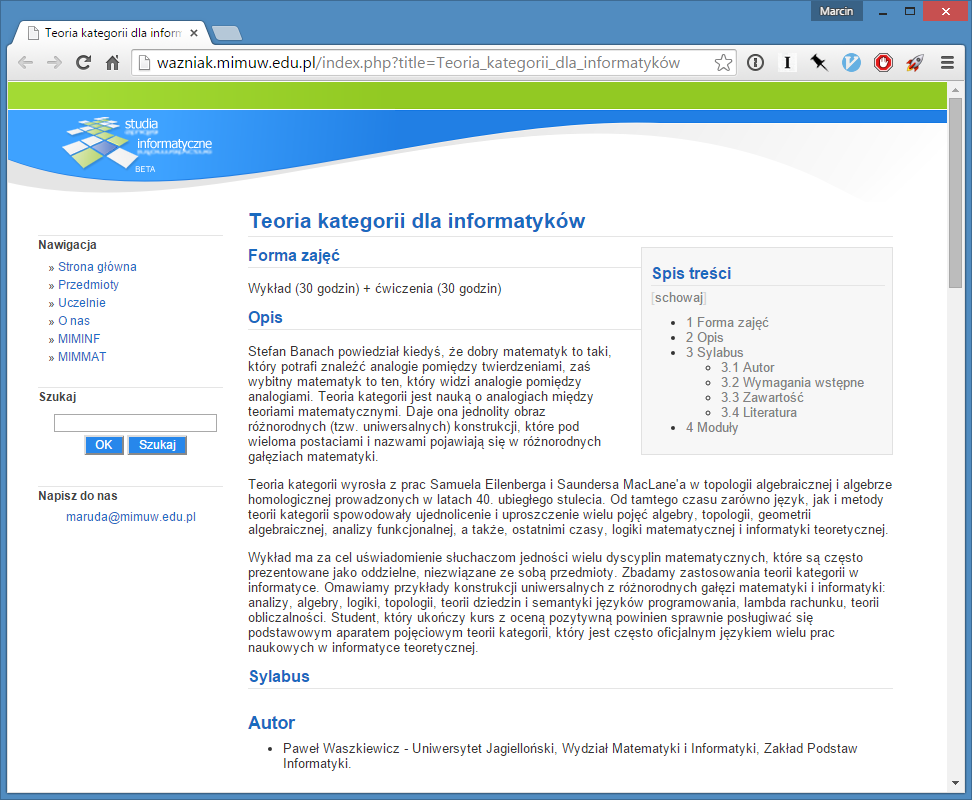 Marcin
Teoria kategorii dla inform
wazniak.mimuw.edu.pl/index.php?title=Teoria_kategorii_dla_informatyków
studia
informatyczne
BETA
Nawigacja
» Strona główna
» Przedmioty
» Uczelnie
» O nas
» MIMINF
» MIMMAT
Szukaj
OK Szukaj
Napisz do nas
maruda@mimuw.edu.pl
Teoria kategorii dla informatyków
Forma zajęć
Wykład (30 godzin) + ćwiczenia (30 godzin)
Opis
Stefan Banach powiedział kiedyś, że dobry matematyk to taki,
który potrafi znaleźć analogie pomiędzy twierdzeniami, zaś
wybitny matematyk to ten, który widzi analogie pomiędzy
analogiami. Teoria kategorii jest nauką o analogiach między
teoriami matematycznymi. Daje ona jednolity obraz
różnorodnych (tzw. uniwersalnych) konstrukcji, które pod
wieloma postaciami i nazwami pojawiają się w różnorodnych
gałęziach matematyki.
Spis treści
[schowaj]
• 1 Forma zajęć
• 2 Opis
• 3 Sylabus
◦ 3.1 Autor
◦ 3.2 Wymagania wstępne
◦ 3.3 Zawartość
◦ 3.4 Literatura
• 4 Moduły
Teoria kategorii wyrosła z prac Samuela Eilenberga i Saundersa MacLane'a w topologii algebraicznej i algebrze
homologicznej prowadzonych w latach 40. ubiegłego stulecia. Od tamtego czasu zarówno język, jak i metody
teorii kategorii spowodowały ujednolicenie i uproszczenie wielu pojęć algebry, topologii, geometrii
algebraicznej, analizy funkcjonalnej, a także, ostatnimi czasy, logiki matematycznej i informatyki teoretycznej.
Wykład ma za cel uświadomienie słuchaczom jedności wielu dyscyplin matematycznych, które są często
prezentowane jako oddzielne, niezwiązane ze sobą przedmioty. Zbadamy zastosowania teorii kategorii w
informatyce. Omawiamy przykłady konstrukcji uniwersalnych z różnorodnych gałęzi matematyki i informatyki:
analizy, algebry, logiki, topologii, teorii dziedzin i semantyki języków programowania, lambda rachunku, teorii
obliczalności. Student, który ukończy kurs z oceną pozytywną powinien sprawnie posługiwać się
podstawowym aparatem pojęciowym teorii kategorii, który jest często oficjalnym językiem wielu prac
naukowych w informatyce teoretycznej.
Sylabus
Autor
• Paweł Waszkiewicz - Uniwersytet Jagielloński, Wydział Matematyki i Informatyki, Zakład Podstaw
Informatyki.